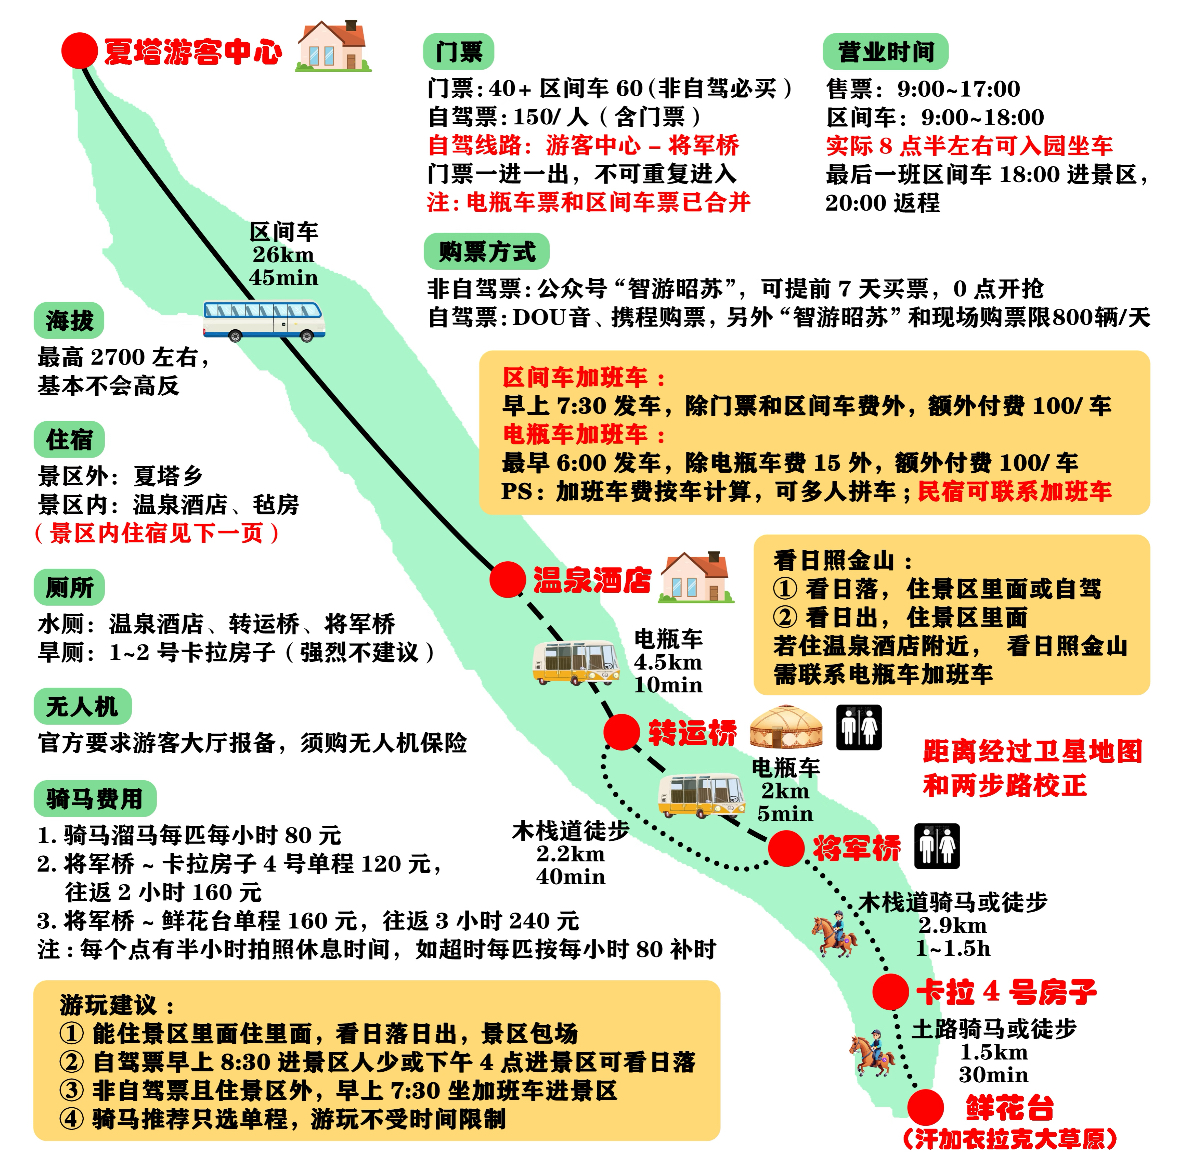 夏塔游客中心
门票
门票:40+ 区间车 60(非自驾必买)
自驾票:150/人(含门票)
自驾线路：游客中心 – 将军桥
门票一进一出，不可重复进入
注:电瓶车票和区间车票已合并
营业时间
售票：9:00~17:00
区间车：9:00~18:00
实际 8 点半左右可入园坐车
最后一班区间车 18:00 进景区，
20:00 返程
购票方式
非自驾票:公众号“智游昭苏”，可提前 7 天买票，0 点开抢
自驾票:DOU音、携程购票，另外“智游昭苏”和现场购票限800辆/天
区间车
26km
45min
海拔
最高 2700 左右，
基本不会高反
住宿
景区外：夏塔乡
景区内：温泉酒店、毡房
(景区内住宿见下一页)
厕所
水厕：温泉酒店、转运桥、将军桥
旱厕：1~2 号卡拉房子(强烈不建议)
无人机
官方要求游客大厅报备，须购无人机保险
骑马费用
1. 骑马溜马每匹每小时 80 元
2. 将军桥 ~ 卡拉房子 4 号单程 120 元，
往返 2 小时 160 元
3. 将军桥 ~ 鲜花台单程 160 元，往返 3 小时 240 元
注:每个点有半小时拍照休息时间，如超时每匹按每小时 80 补时
区间车加班车：
早上 7:30 发车，除门票和区间车费外，额外付费 100/车
电瓶车加班车：
最早 6:00 发车，除电瓶车费 15 外，额外付费 100/车
PS：加班车费按车计算，可多人拼车;民宿可联系加班车
看日照金山：
① 看日落，住景区里面或自驾
② 看日出，住景区里面
若住温泉酒店附近， 看日照金山
需联系电瓶车加班车
温泉酒店
电瓶车
4.5km
10min
转运桥
电瓶车
2km
5min
距离经过卫星地图
和两步路校正
木栈道徒步
2.2km
40min
将军桥
木栈道骑马或徒步
2.9km
1~1.5h
卡拉 4 号房子
土路骑马或徒步
1.5km
30min
鲜花台
(汗加衣拉克大草原)
游玩建议：
① 能住景区里面住里面，看日落日出，景区包场
② 自驾票早上 8:30 进景区人少或下午 4 点进景区可看日落
③ 非自驾票且住景区外，早上 7:30 坐加班车进景区
④ 骑马推荐只选单程，游玩不受时间限制